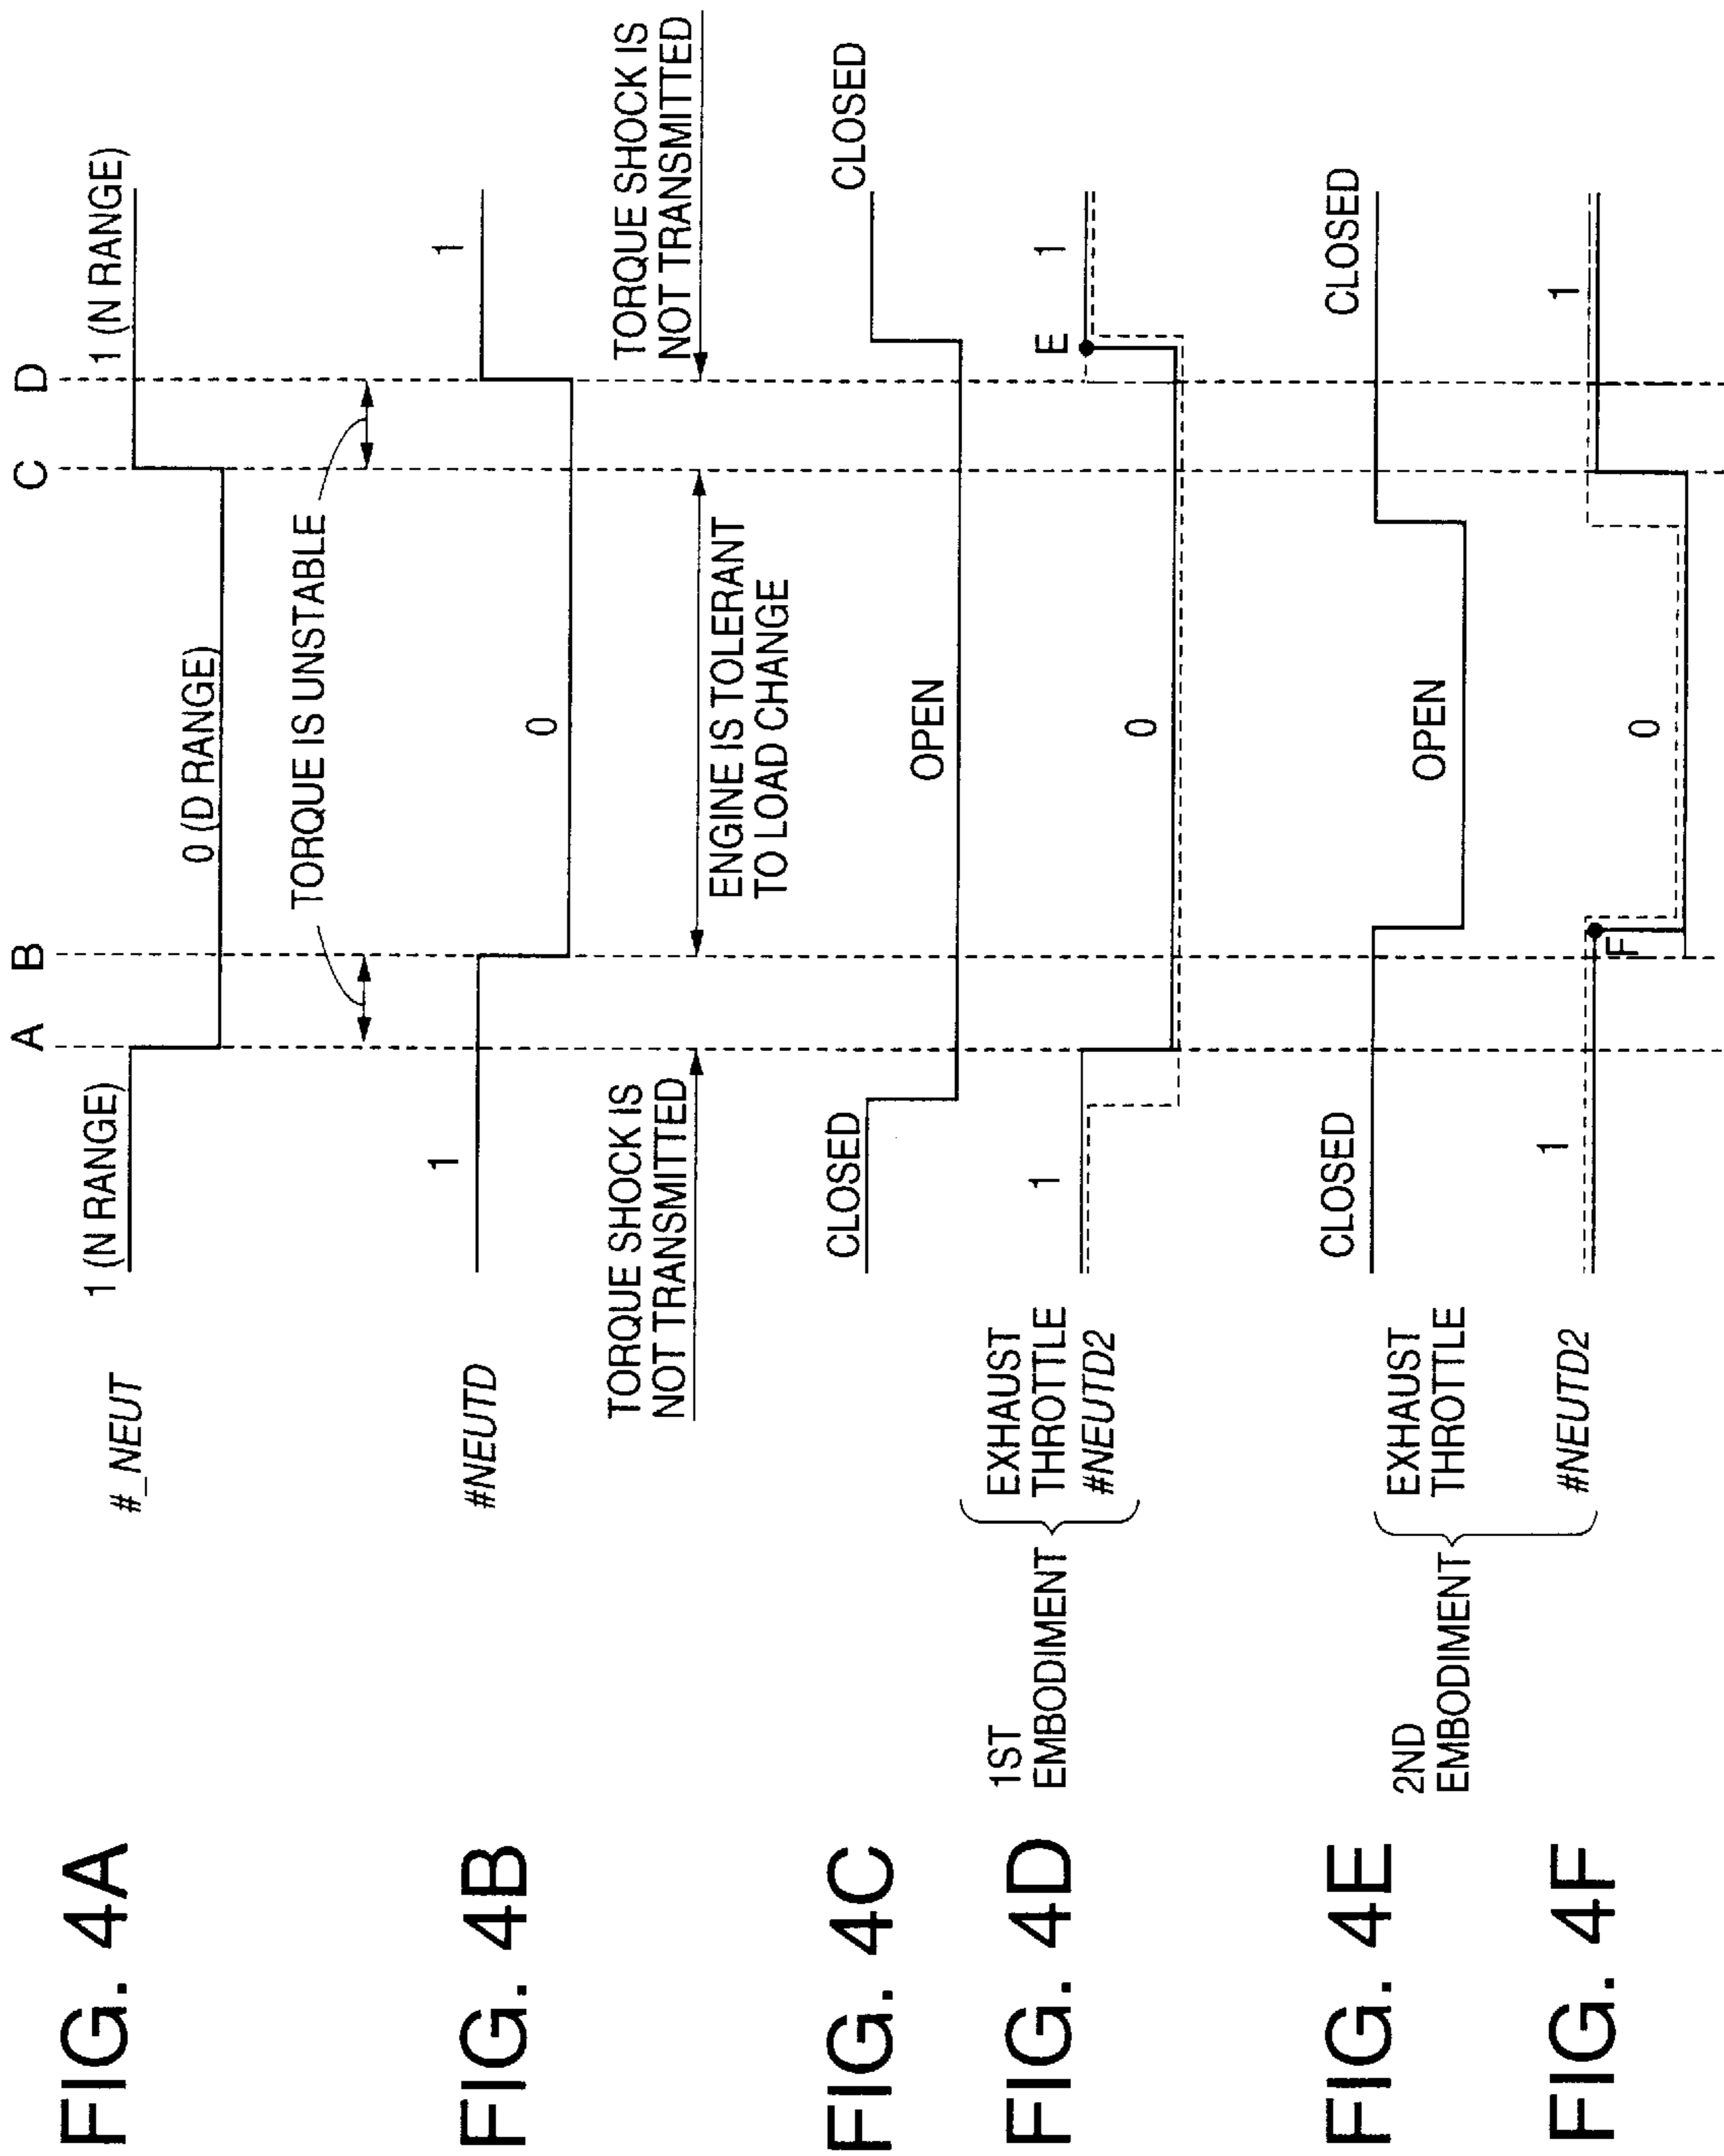 A
B
C
D
FIG. 4A
#_NEUT
1 (N RANGE)
0 (D RANGE)
1 (N RANGE)
TORQUE IS UNSTABLE
FIG. 4B
#NEUTD
1
0
1
TORQUE SHOCK IS
NOT TRANSMITTED
ENGINE IS TOLERANT
TO LOAD CHANGE
TORQUE SHOCK IS
NOT TRANSMITTED
FIG. 4C
CLOSED
OPEN
CLOSED
1ST
EMBODIMENT
EXHAUST
THROTTLE
#NEUTD2
FIG. 4D
1
0
E
1
FIG. 4E
CLOSED
OPEN
CLOSED
2ND
EMBODIMENT
EXHAUST
THROTTLE
#NEUTD2
FIG. 4F
1
F
0
1